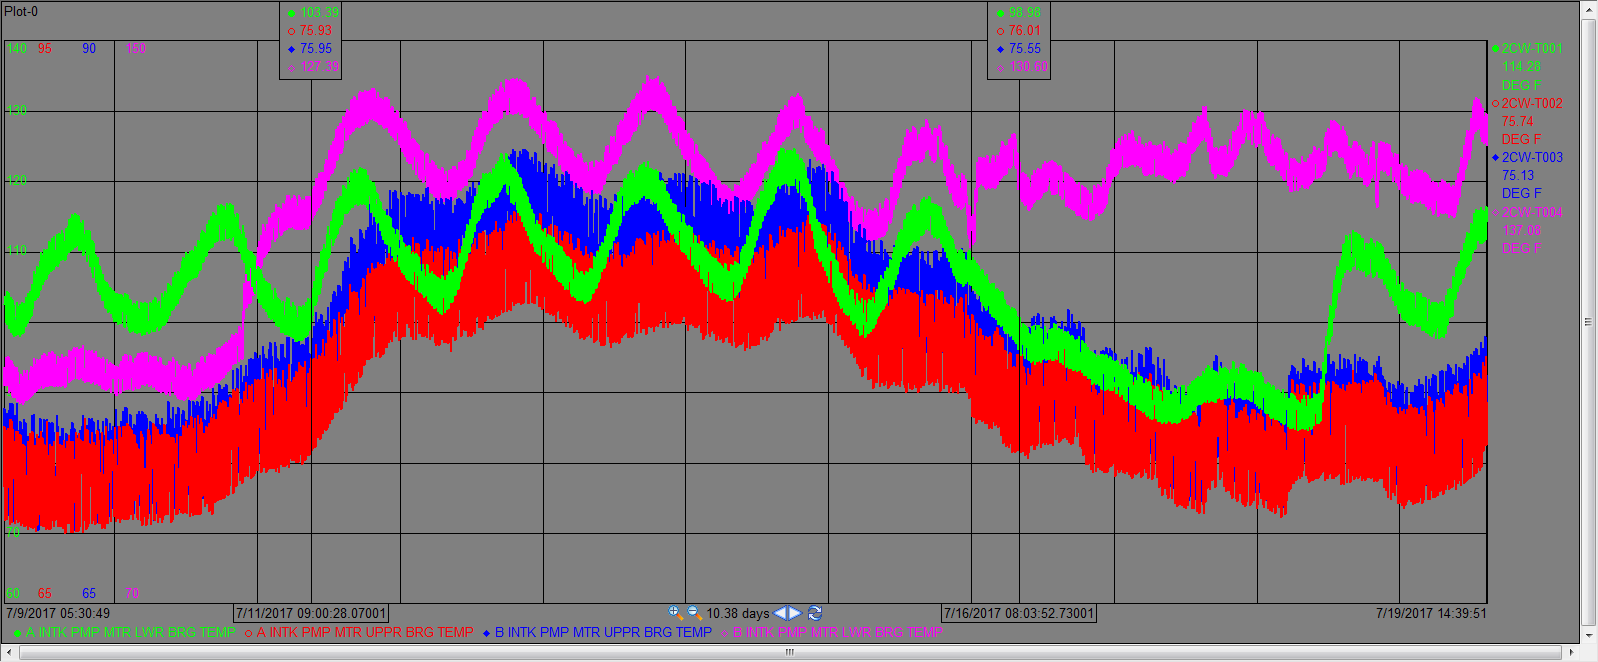 Plot-0
103.39
75.93
75.95
127.39
98.98
76.01
75.55
130.60
140 95 90 150
130
120
110
70
60 65 65 70
2CW-T001
114.28
DEG F
2CW-T002
75.74
DEG F
2CW-T003
75.13
DEG F
2CW-T004
137.08
DEG F
7/9/2017 05:30:49
7/11/2017 09:00:28.07001
10.38 days
7/16/2017 08:03:52.73001
7/19/2017 14:39:51
A INTK PMP MTR LWR BRG TEMP A INTK PMP MTR UPPR BRG TEMP B INTK PMP MTR UPPR BRG TEMP B INTK PMP MTR LWR BRG TEMP